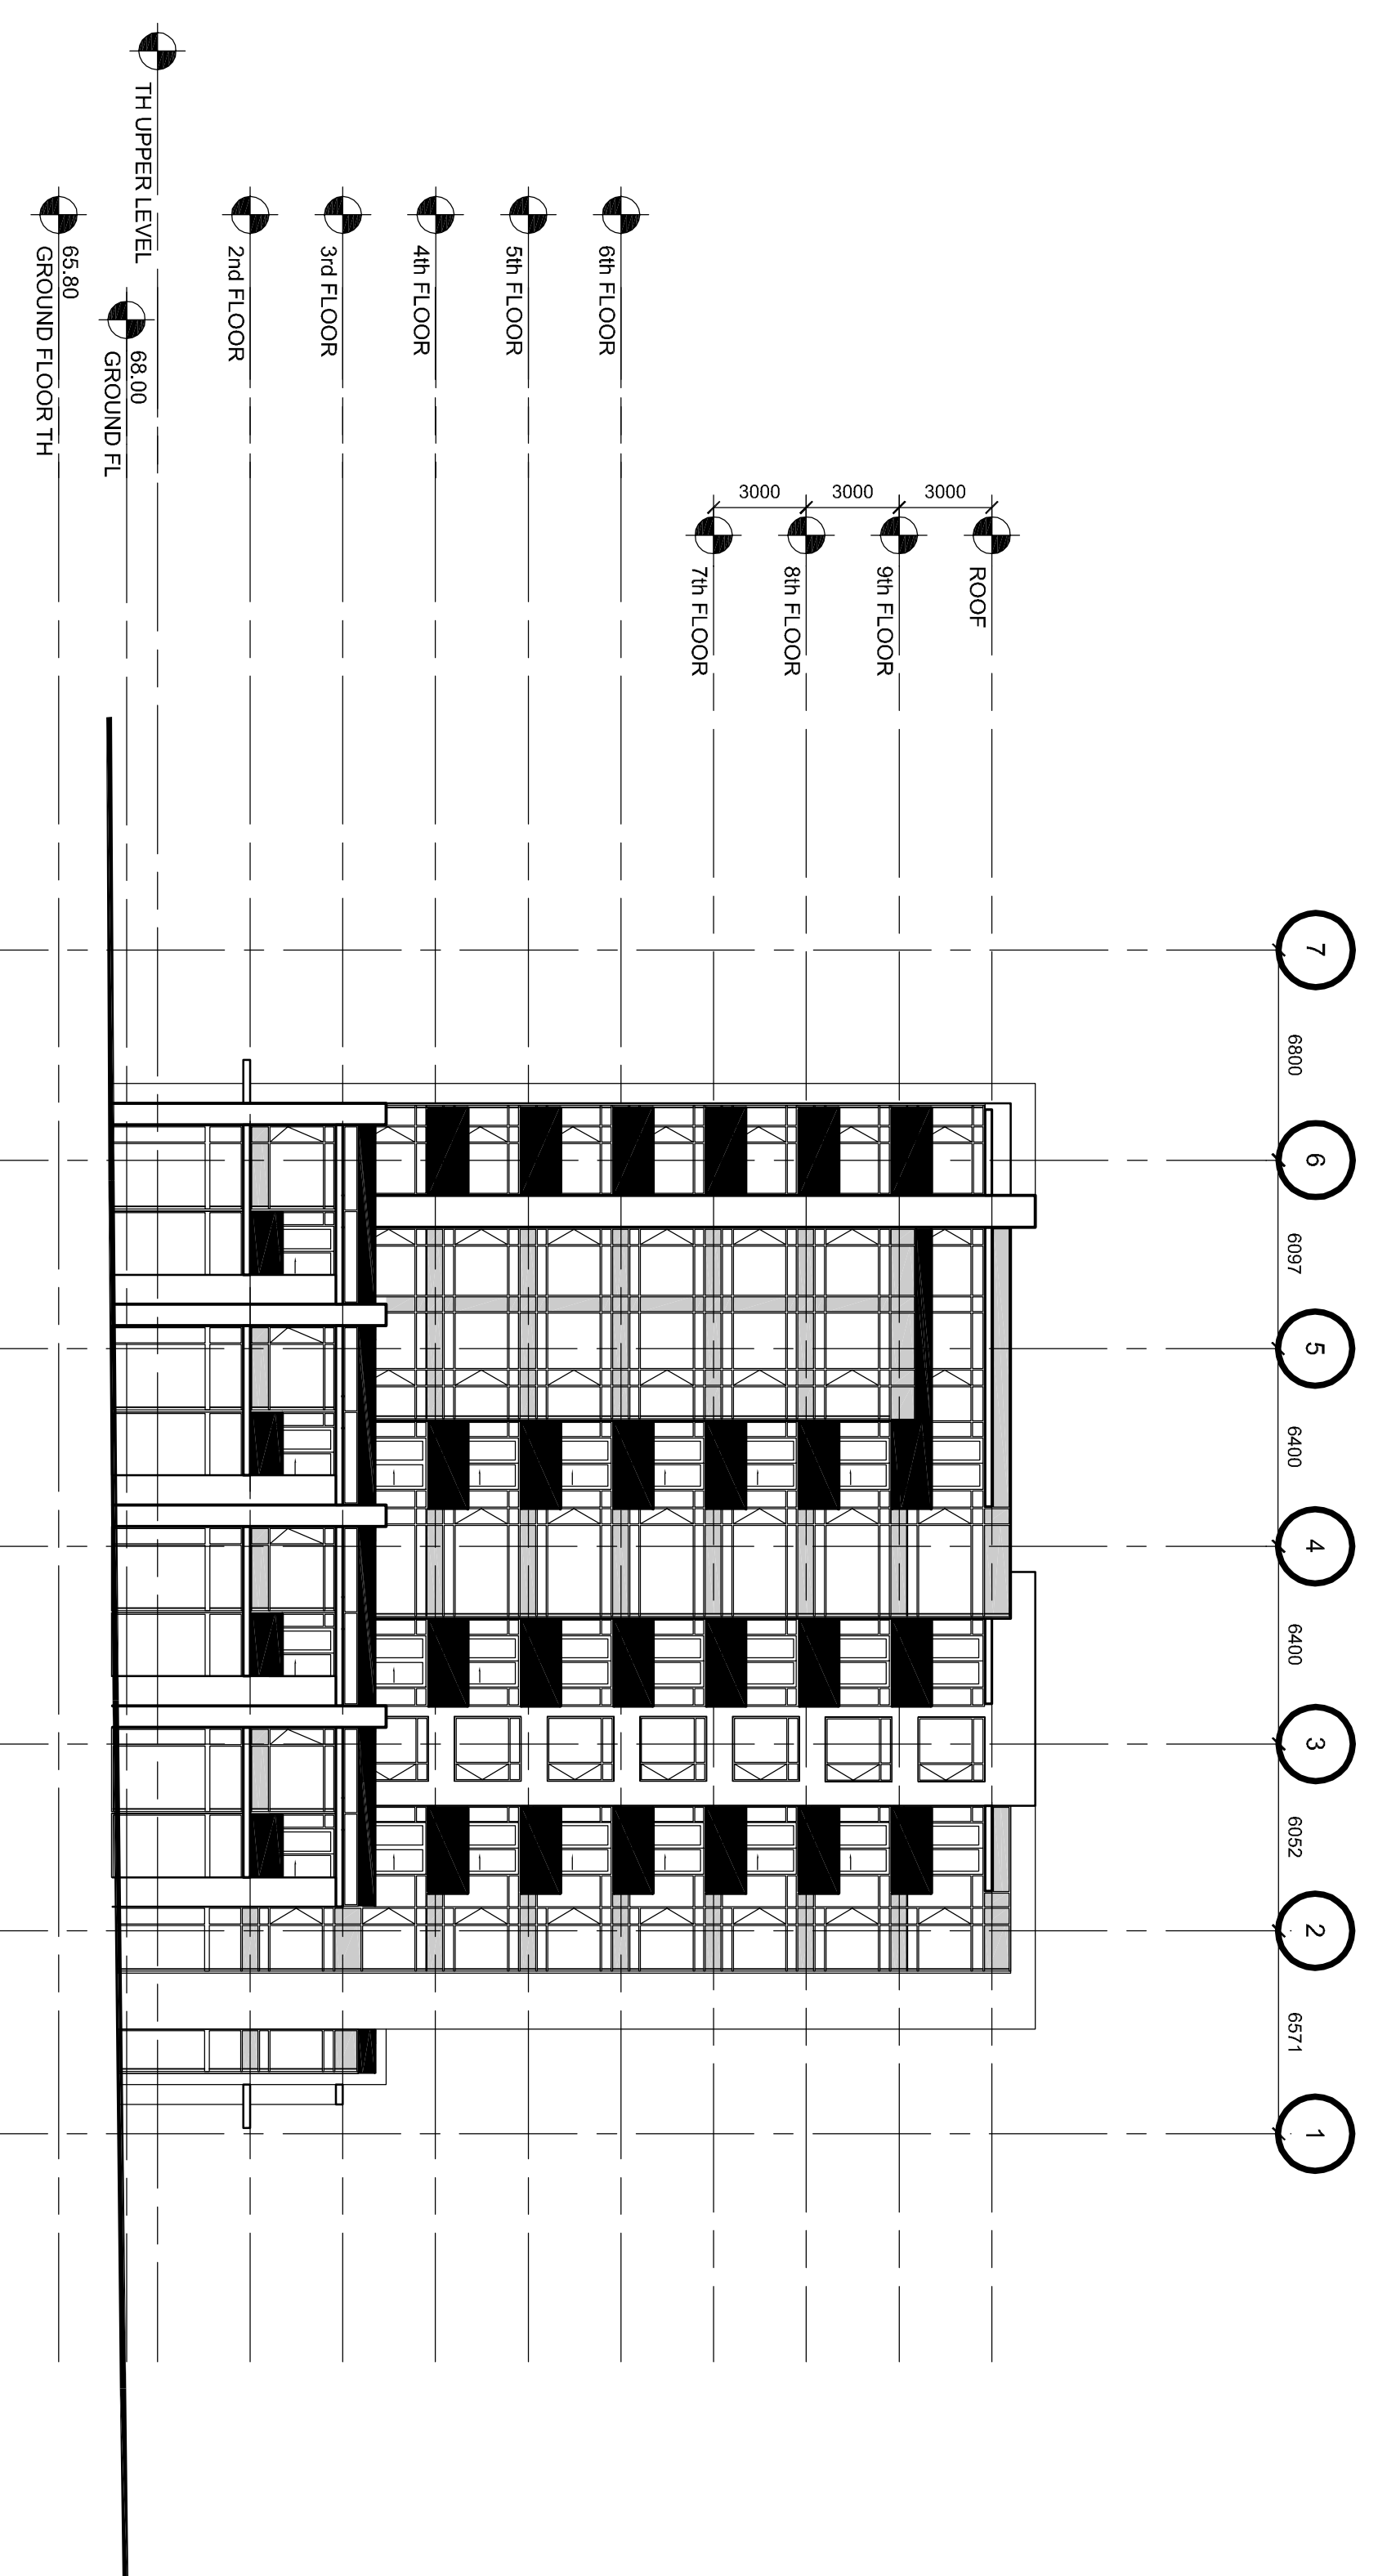 7
6
5
4
3
2
1
6800
6097
6400
6400
6052
6571
3000
3000
3000
ROOF
9th FLOOR
8th FLOOR
7th FLOOR
6th FLOOR
5th FLOOR
4th FLOOR
3rd FLOOR
2nd FLOOR
TH UPPER LEVEL
68.00
GROUND FL
65.80
GROUND FLOOR TH